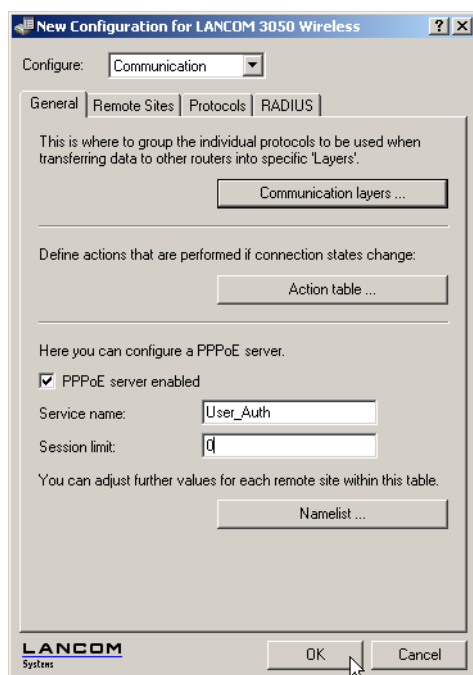 New Configuration for LANCOM 3050 Wireless
Configure: Communication
General Remote Sites Protocols RADIUS
This is where to group the individual protocols to be used when
transferring data to other routers into specific 'Layers'.
Communication layers ...
Define actions that are performed if connection states change:
Action table ...
Here you can configure a PPPoE server.
PPPoE server enabled
Service name: User_Auth
Session limit: 0
You can adjust further values for each remote site within this table.
Namelist ...
LANCOM
Systems
OK Cancel